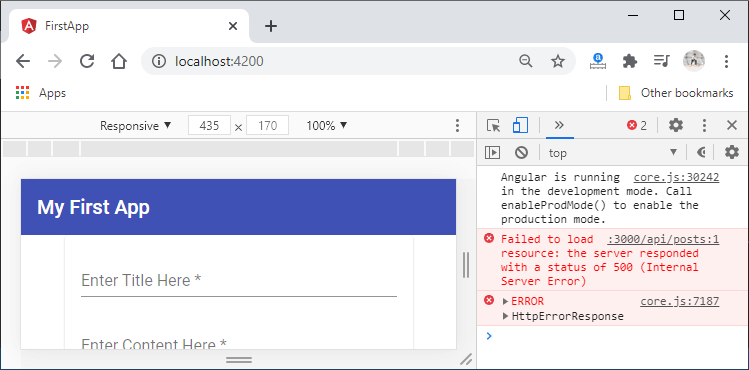 FirstApp
localhost:4200
a
Apps
Other bookmarks
Responsive 435 × 170 100%
2
top
My First App
Enter Title Here *
Enter Content Here *
Angular is running core.js:30242
in the development mode. Call
enableProdMode() to enable the
production mode.
Failed to load :3000/api/posts:1
resource: the server responded
with a status of 500 (Internal
Server Error)
ERROR core.js:7187
HttpErrorResponse